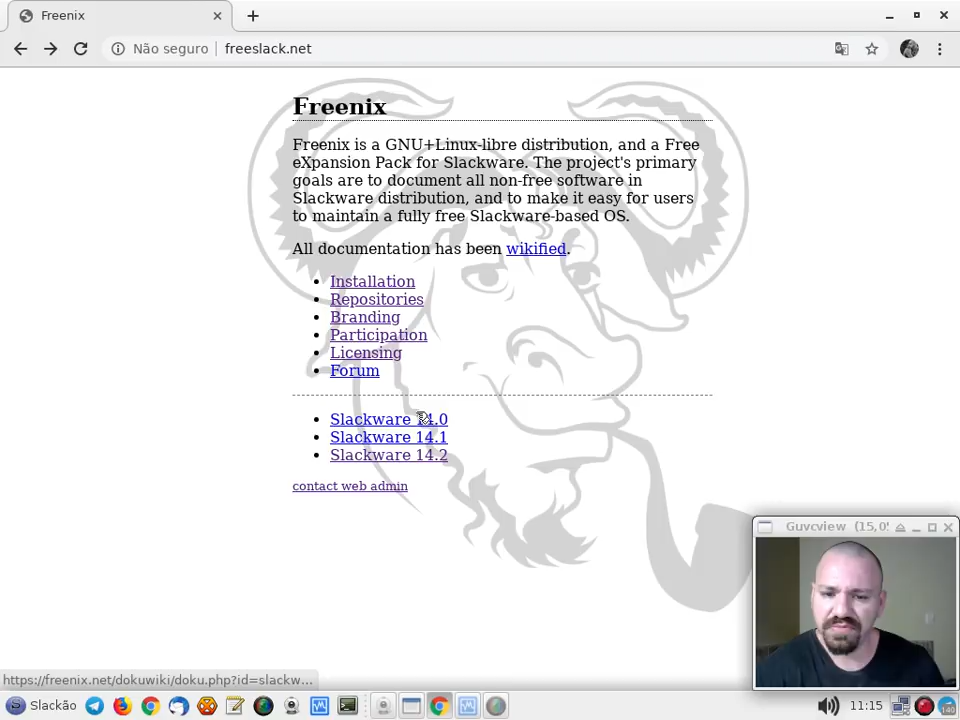 Freenix
Não seguro
freeslack.net
Freenix
Freenix is a GNU+Linux-libre distribution, and a Free
eXpansion Pack for Slackware. The project's primary
goals are to document all non-free software in
Slackware distribution, and to make it easy for users
to maintain a fully free Slackware-based OS.
All documentation has been wikified.
Installation
Repositories
Branding
Participation
Licensing
Forum
Slackware 14.0
Slackware 14.1
Slackware 14.2
contact web admin
Guvcview (15,0
https://freenix.net/dokuwiki/doku.php?id=slackw...
Slackão
11:15
140